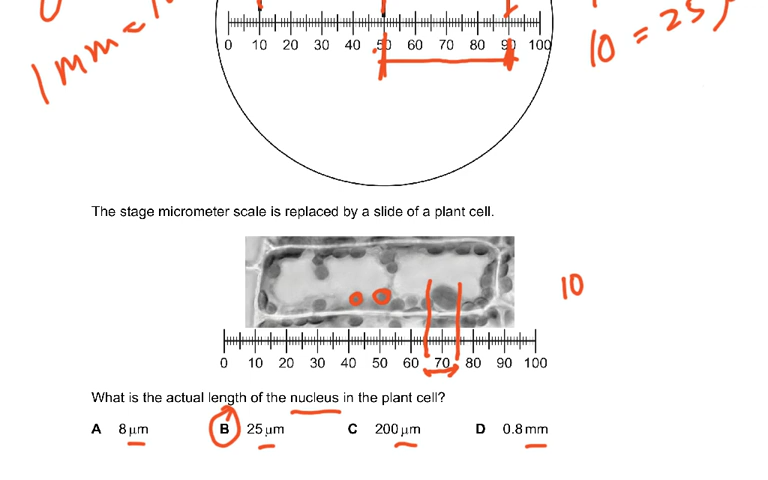 0 10 20 30 40 50 60 70 80 90 100
10 = 25
1 mm =
The stage micrometer scale is replaced by a slide of a plant cell.
10
0 10 20 30 40 50 60 70 80 90 100
What is the actual length of the nucleus in the plant cell?
A 8 µm B 25 µm C 200 µm D 0.8 mm